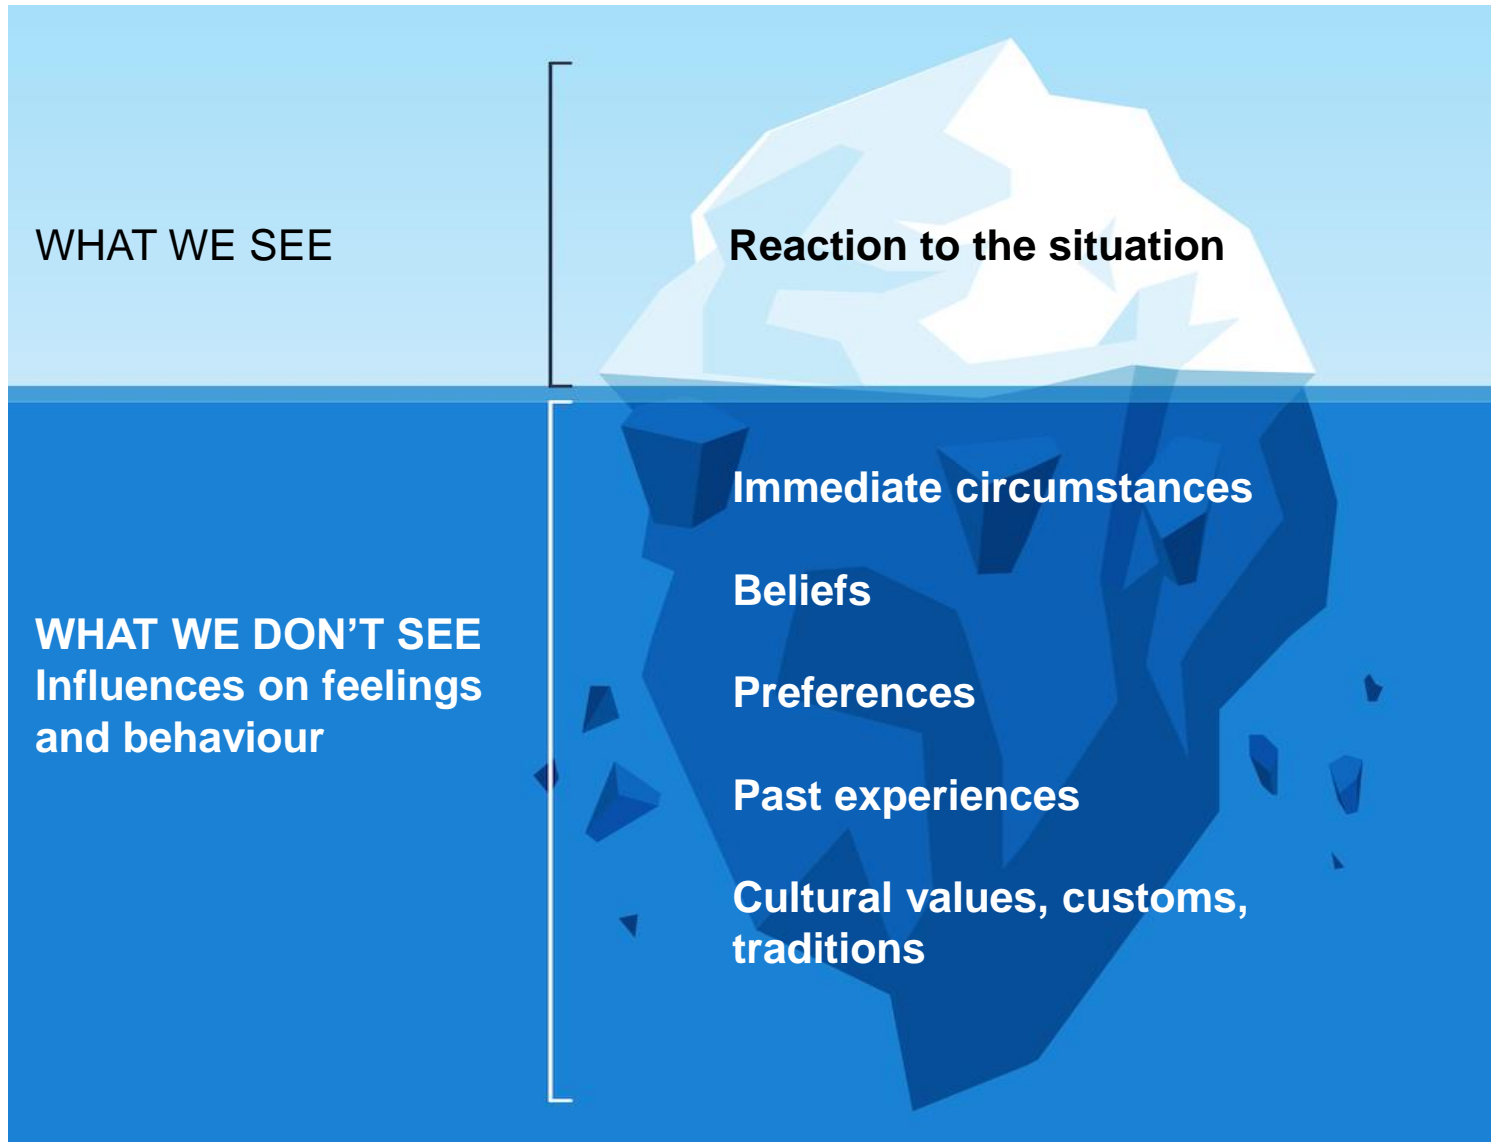 WHAT WE SEE
Reaction to the situation
WHAT WE DON’T SEE
Influences on feelings
and behaviour
Immediate circumstances
Beliefs
Preferences
Past experiences
Cultural values, customs,
traditions